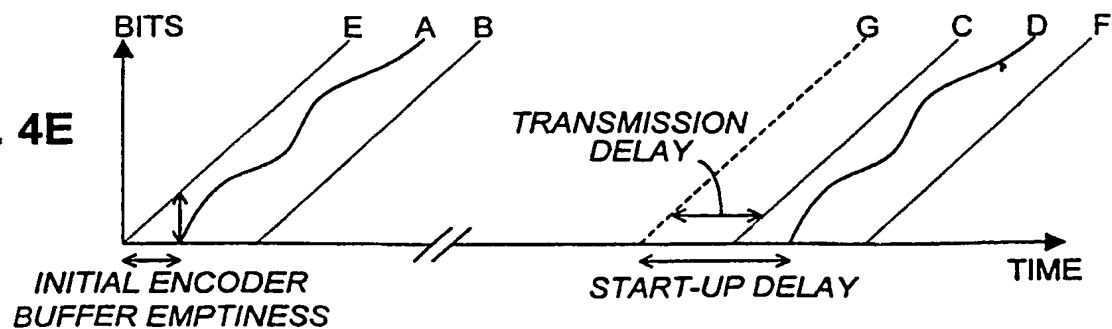 BITS
E A B G C D F
. 4E
TRANSMISSION
DELAY
INITIAL ENCODER
BUFFER EMPTINESS
START-UP DELAY
TIME